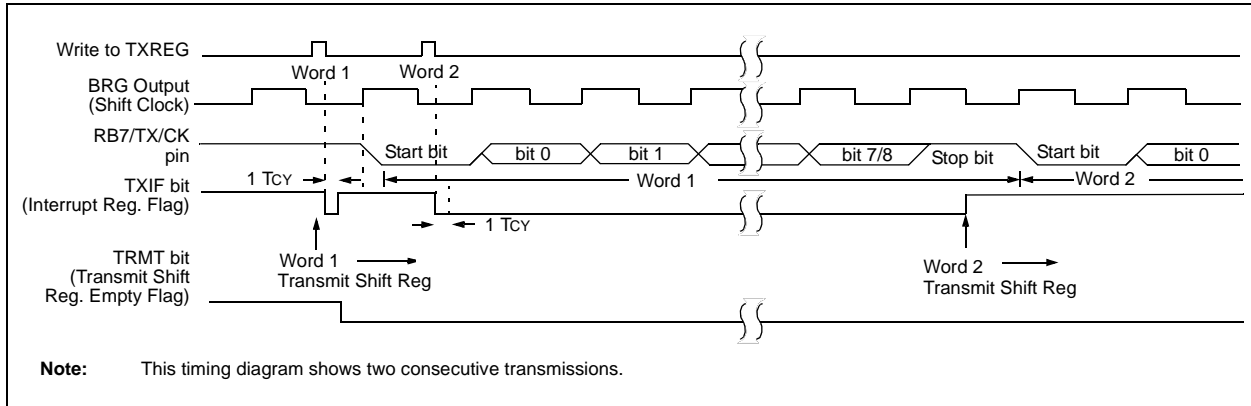 Write to TXREG
Word 1
Word 2
BRG Output
(Shift Clock)
RB7/TX/CK
pin
Start bit
bit 0
bit 1
bit 7/8
Stop bit
Start bit
bit 0
Word 1
Word 2
1 TCY
TXIF bit
(Interrupt Reg. Flag)
1 TCY
Word 1
Transmit Shift Reg
Word 2
Transmit Shift Reg
TRMT bit
(Transmit Shift
Reg. Empty Flag)
Note: This timing diagram shows two consecutive transmissions.